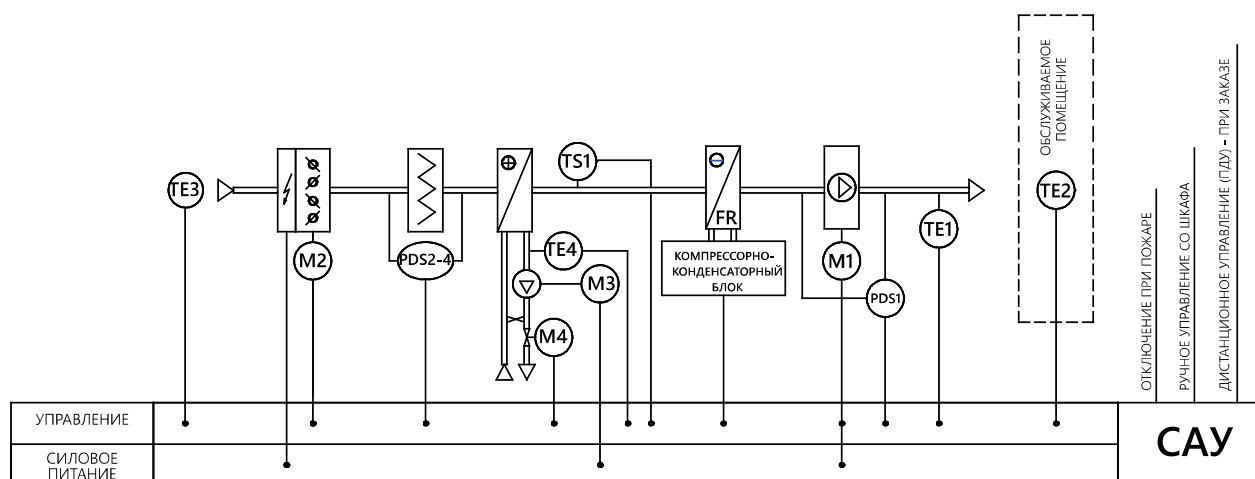 ОБСЛУЖИВАЕМОЕ
ПОМЕЩЕНИЕ
ОТКЛЮЧЕНИЕ ПРИ ПОЖАРЕ
РУЧНОЕ УПРАВЛЕНИЕ СО ШКАФА
ДИСТАНЦИОННОЕ УПРАВЛЕНИЕ (ПДУ) - ПРИ ЗАКАЗЕ
TE3
TS1
TE2
FR
TE1
M2
PDS2-4
TE4
M3
M4
КОМПРЕССОРНО-
КОНДЕНСАТОРНЫЙ
БЛОК
M1
PDS1
УПРАВЛЕНИЕ
СИЛОВОЕ
ПИТАНИЕ
САУ